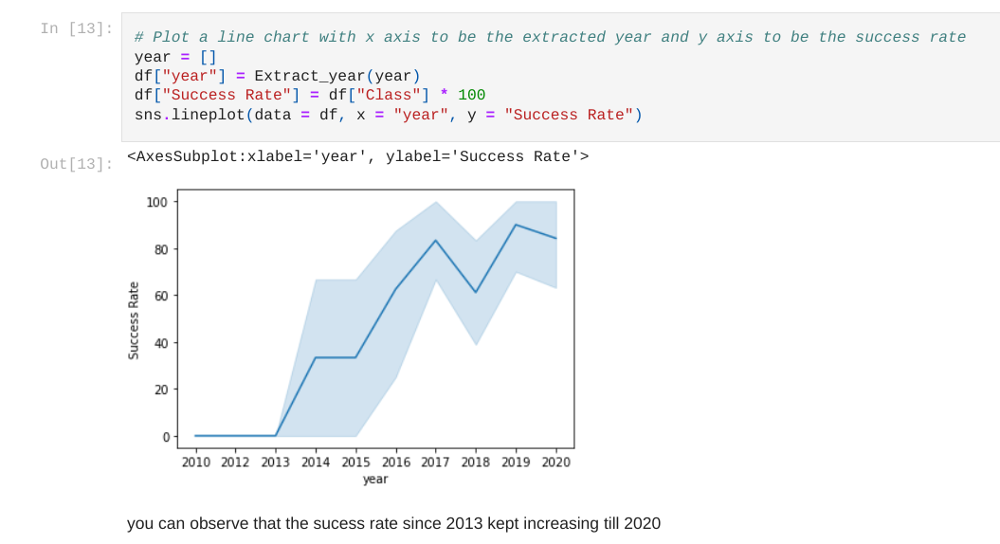 In [13]:
# Plot a line chart with x axis to be the extracted year and y axis to be the success rate
year = []
df["year"] = Extract_year(year)
df["Success Rate"] = df["Class"] * 100
sns.lineplot(data = df, x = "year", y = "Success Rate")
Out[13]:
<AxesSubplot:xlabel='year', ylabel='Success Rate'>
100
80
60
40
20
0
Success Rate
2010 2012 2013 2014 2015 2016 2017 2018 2019 2020
year
you can observe that the sucess rate since 2013 kept increasing till 2020